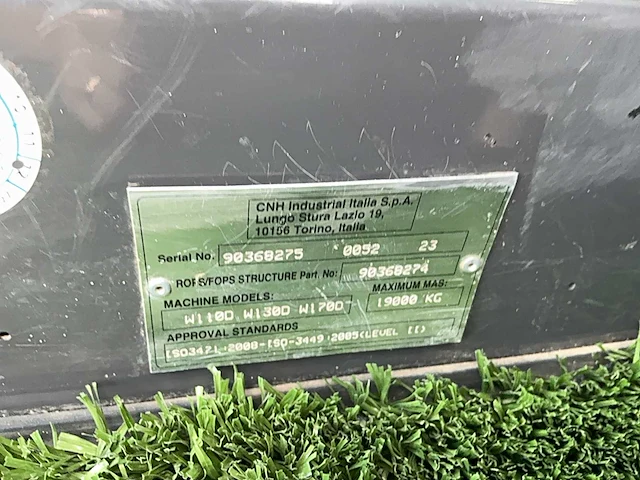 CNH Industrial Italia S.p.A.
Lungo Stura Lazio 19,
10156 Torino, Italia
Serial No. 90368275 0052 23
ROPS/FOPS STRUCTURE Part. No: 90368274
MACHINE MODELS: MAXIMUM MAS:
W110D, W130D W170D 19000 KG
APPROVAL STANDARDS
ISO3471:2008-ISO-3449:2005(LEVEL II)